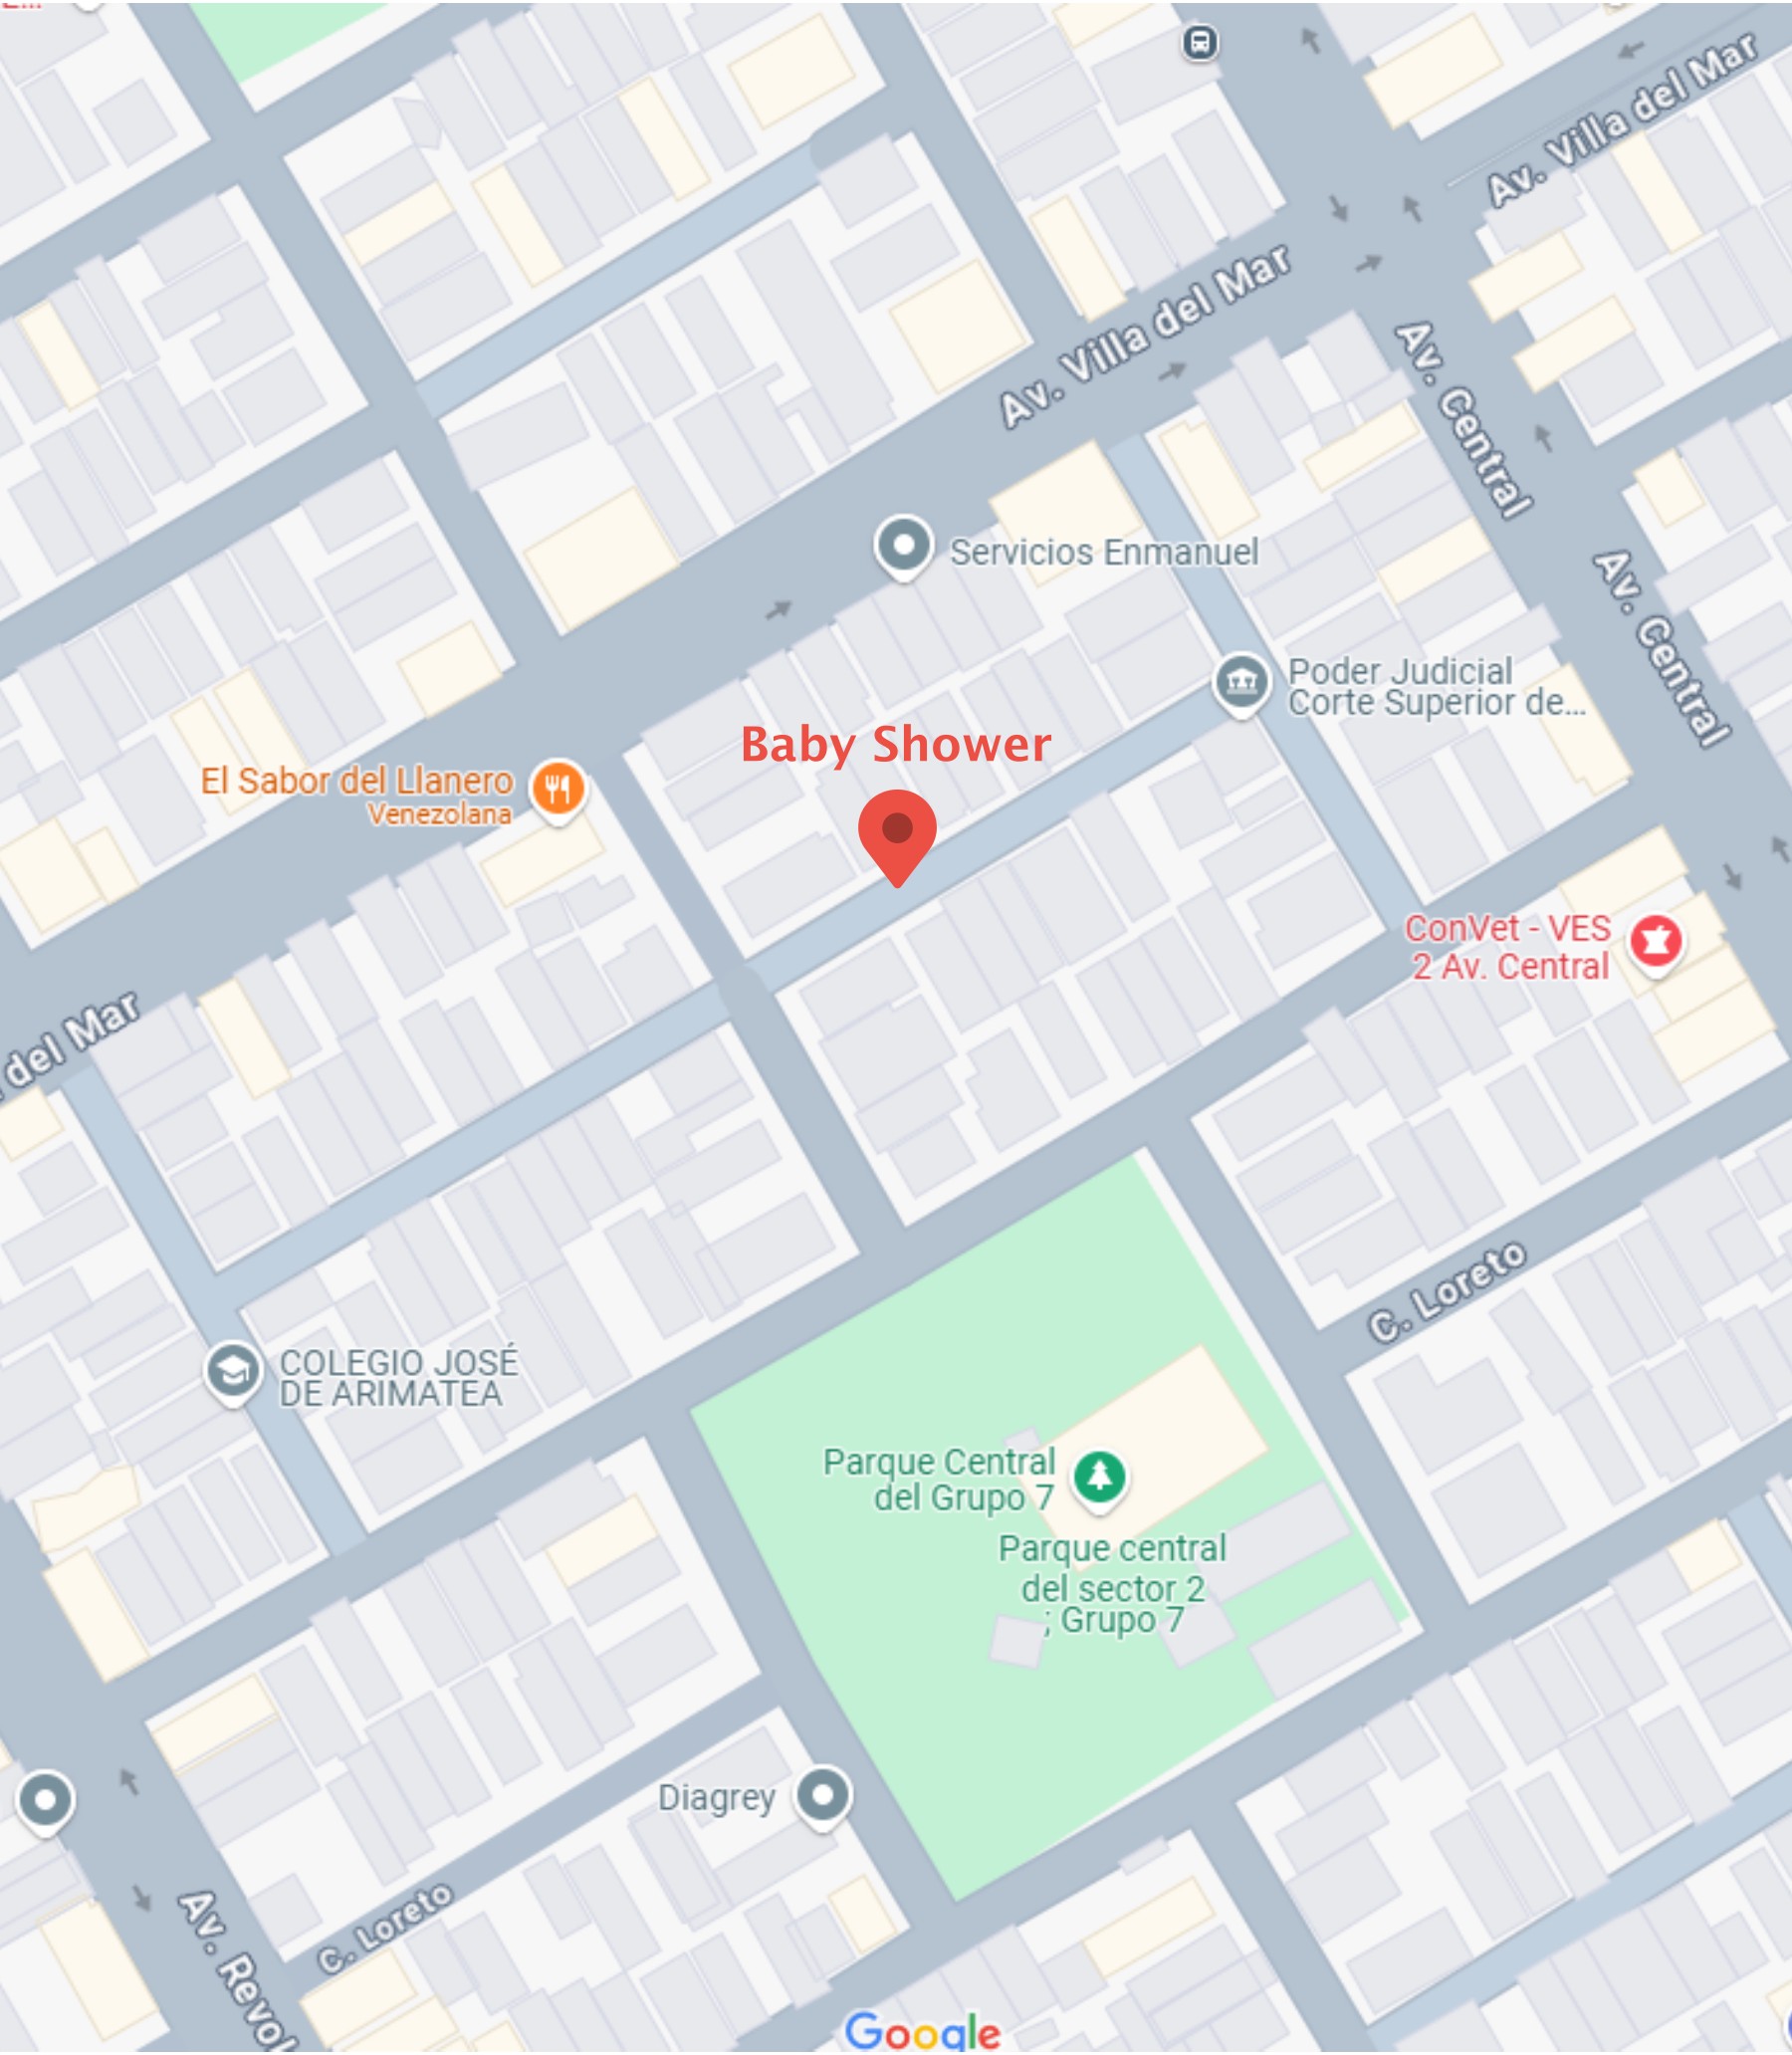 Av. Villa del Mar
Av. Villa del Mar
Av. Central
Servicios Enmanuel
Av. Central
Poder Judicial
Corte Superior de...
Baby Shower
El Sabor del Llanero
Venezolana
ConVet - VES
2 Av. Central
del Mar
C. Loreto
COLEGIO JOSÉ
DE ARIMATEA
Parque Central
del Grupo 7
Parque central
del sector 2
; Grupo 7
Diagrey
C. Loreto
Av. Revol
Google